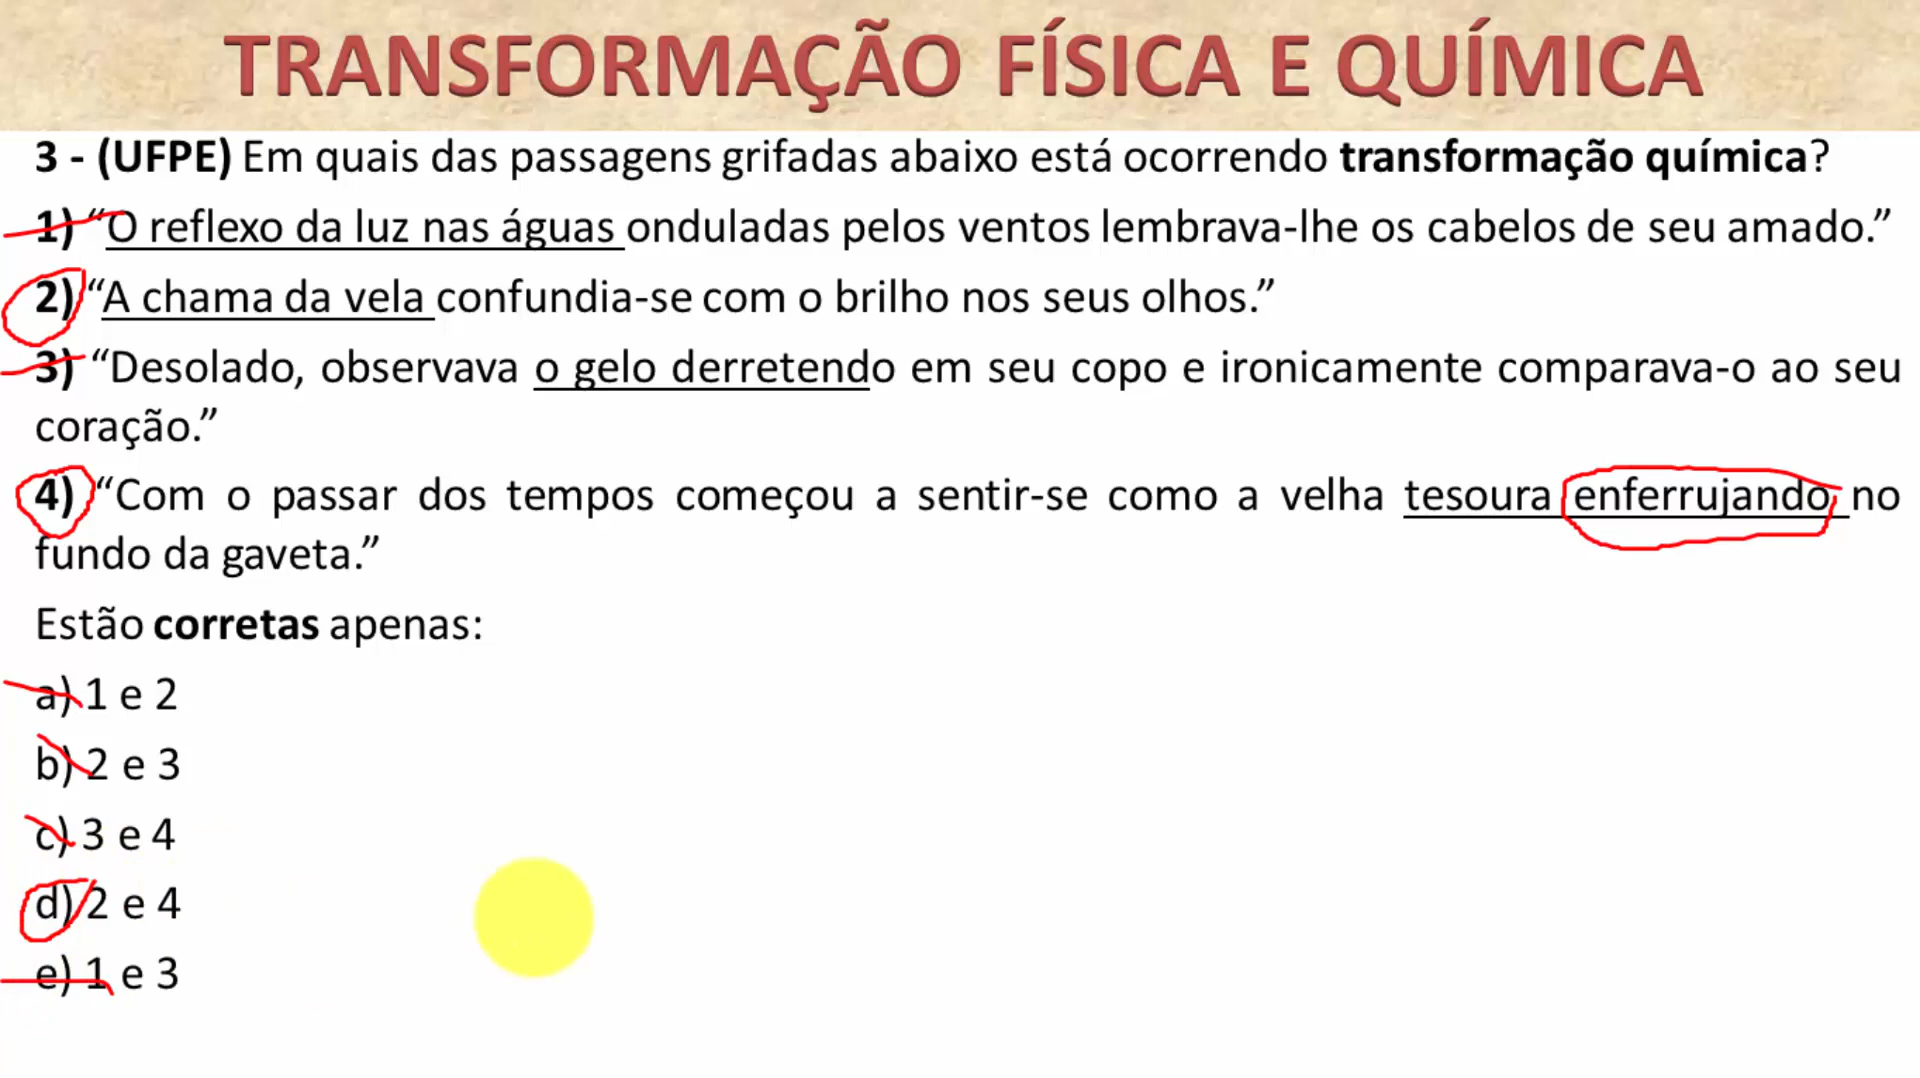 TRANSFORMAÇÃO FÍSICA E QUÍMICA
3 - (UFPE) Em quais das passagens grifadas abaixo está ocorrendo transformação química?
1) “O reflexo da luz nas águas onduladas pelos ventos lembrava-lhe os cabelos de seu amado.”
2) “A chama da vela confundia-se com o brilho nos seus olhos.”
3) “Desolado, observava o gelo derretendo em seu copo e ironicamente comparava-o ao seu
coração.”
4) “Com o passar dos tempos começou a sentir-se como a velha tesoura enferrujando no
fundo da gaveta.”
Estão corretas apenas:
a) 1 e 2
b) 2 e 3
c) 3 e 4
d) 2 e 4
e) 1 e 3